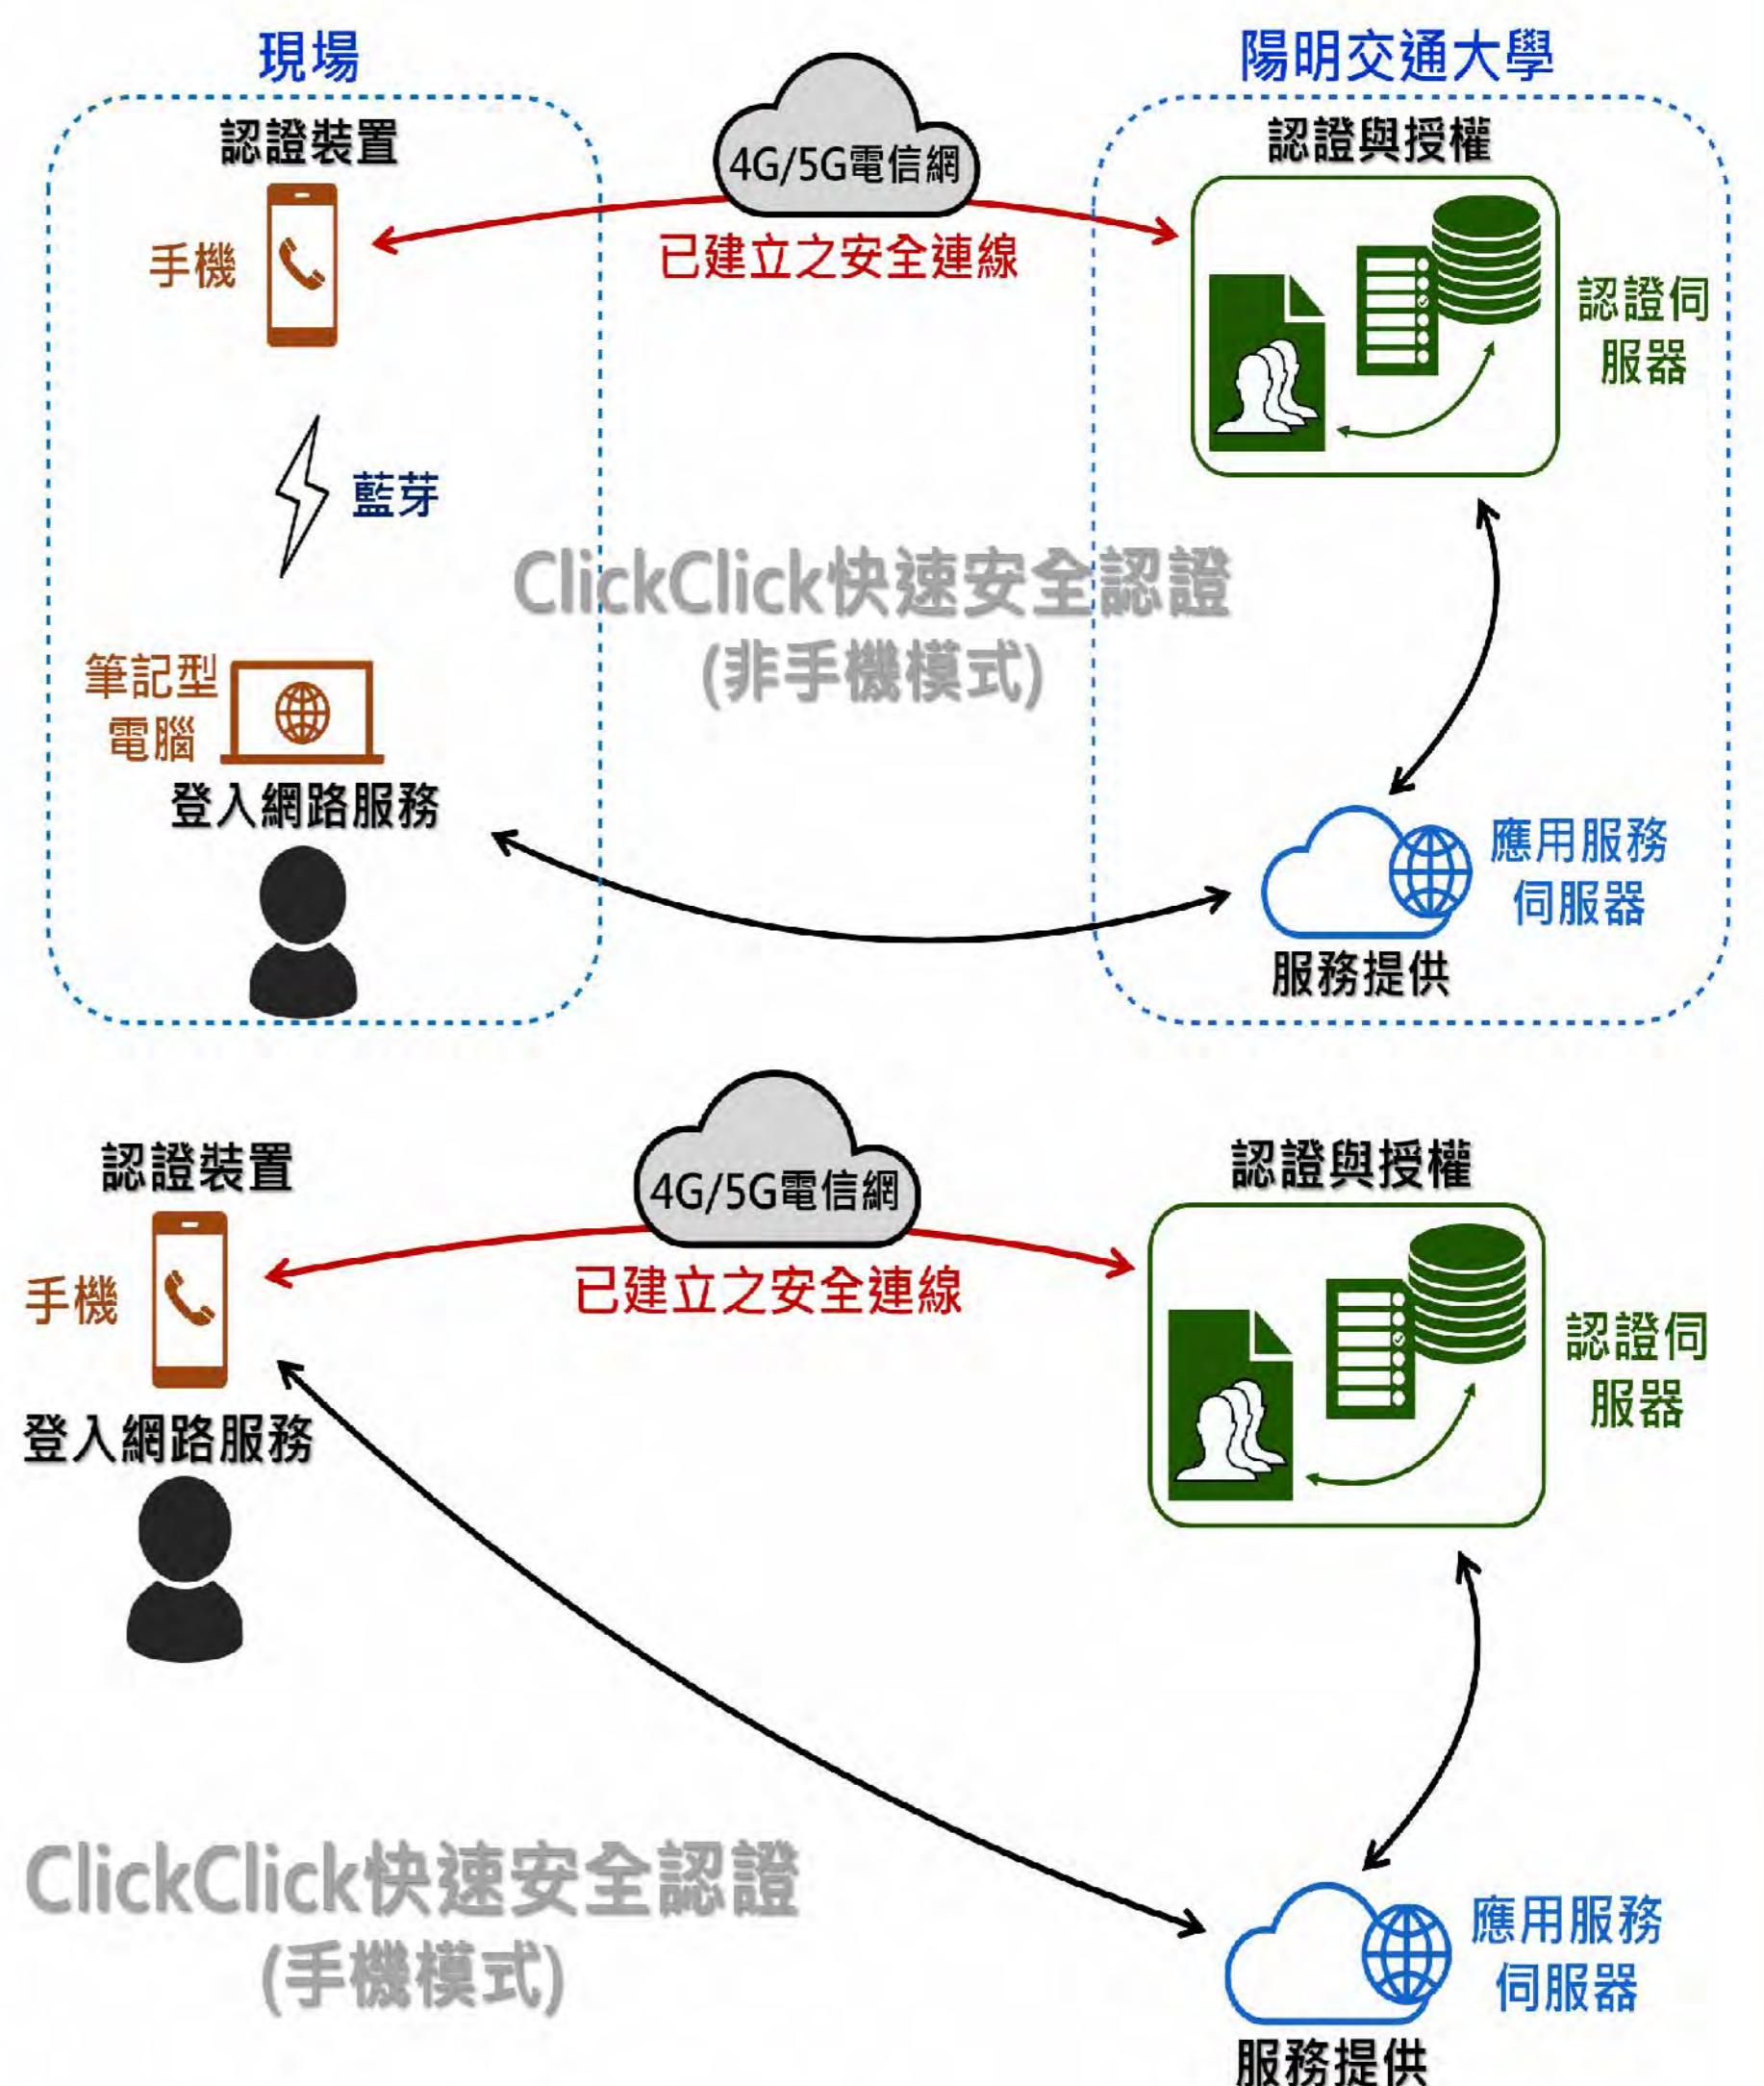 現場
陽明交通大學
認證裝置
4G/5G電信網
認證與授權
手機
已建立之安全連線
認證伺
服器
藍芽
ClickClick快速安全認證
(非手機模式)
筆記型
電腦
登入網路服務
應用服務
伺服器
服務提供
認證裝置
4G/5G電信網
認證與授權
手機
已建立之安全連線
認證伺
服器
登入網路服務
ClickClick快速安全認證
(手機模式)
應用服務
伺服器
服務提供